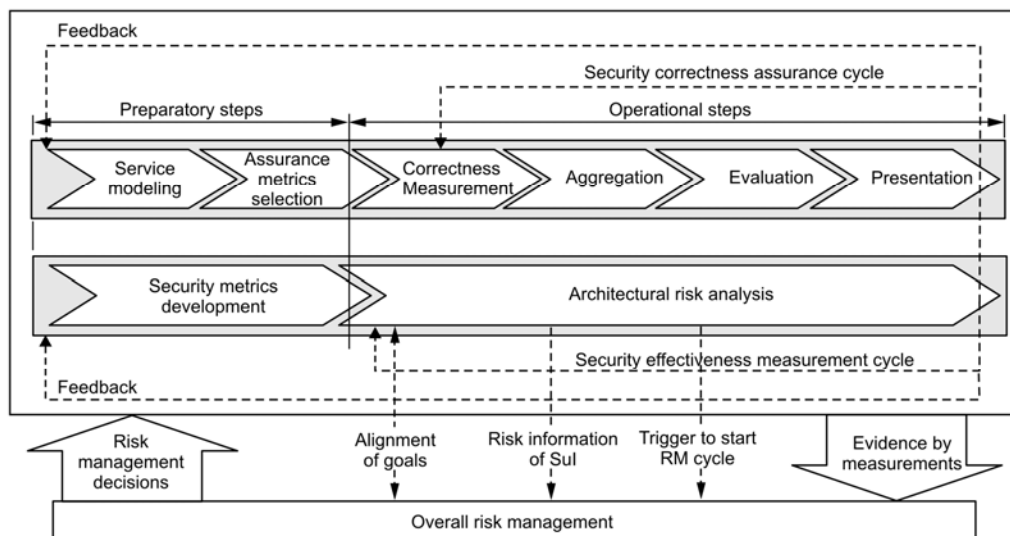 Feedback
Security correctness assurance cycle
Preparatory steps
Operational steps
Service
modeling
Assurance
metrics
selection
Correctness
Measurement
Aggregation
Evaluation
Presentation
Security metrics
development
Architectural risk analysis
Security effectiveness measurement cycle
Feedback
Risk
management
decisions
Alignment
of goals
Risk information
of SuI
Trigger to start
RM cycle
Evidence by
measurements
Overall risk management